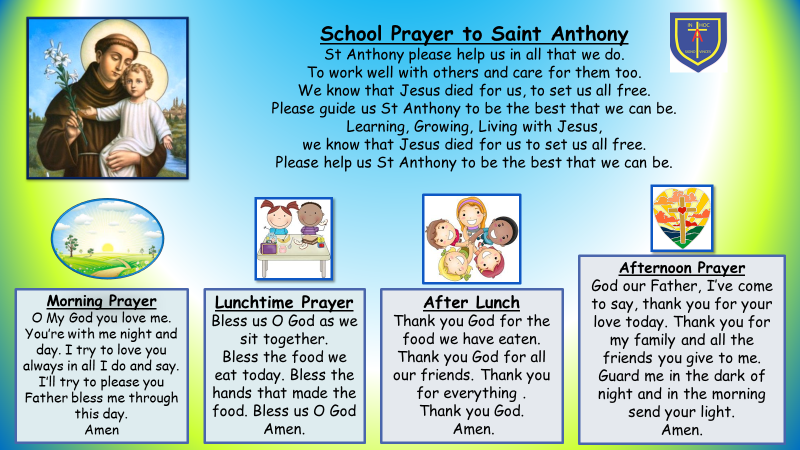 School Prayer to Saint Anthony
St Anthony please help us in all that we do.
To work well with others and care for them too.
We know that Jesus died for us, to set us all free.
Please guide us St Anthony to be the best that we can be.
Learning, Growing, Living with Jesus,
we know that Jesus died for us to set us all free.
Please help us St Anthony to be the best that we can be.
IN HOC
Morning Prayer
O My God you love me.
You're with me night and
day. I try to love you
always in all I do and say.
I'll try to please you
Father bless me through
this day.
Amen
Lunchtime Prayer
Bless us O God as we
sit together.
Bless the food we
eat today. Bless the
hands that made the
food. Bless us O God
Amen.
After Lunch
Thank you God for the
food we have eaten.
Thank you God for all
our friends. Thank you
for everything .
Thank you God.
Amen.
Afternoon Prayer
God our Father, I've come
to say, thank you for your
love today. Thank you for
my family and all the
friends you give to me.
Guard me in the dark of
night and in the morning
send your light.
Amen.